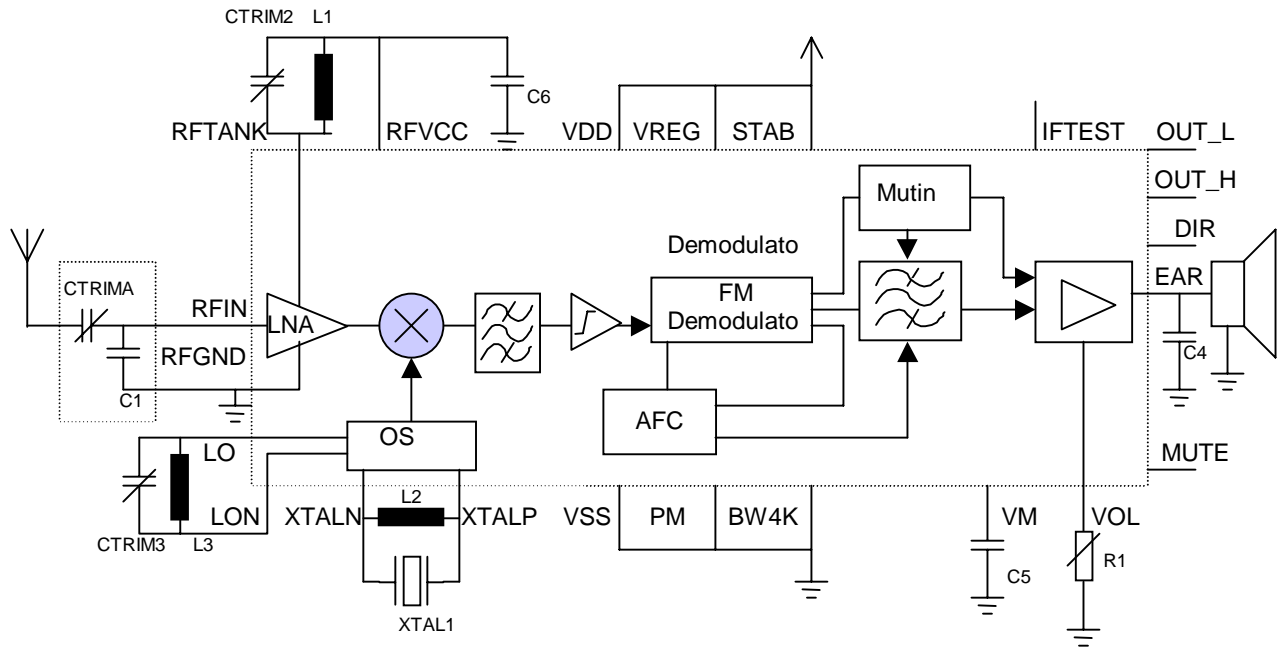 CTRIM2 L1
C6
RFTANK RFVCC VDD VREG STAB IFTEST OUT_L
OUT_H
Mutin
DIR
Demodulato
CTRIMA
RFIN
LNA
FM
Demodulato
EAR
RFGND
C1
C4
AFC
OS
LO
MUTE
L2
LON XTALN XTALP VSS PM BW4K VM VOL
CTRIM3 L3
C5
R1
XTAL1